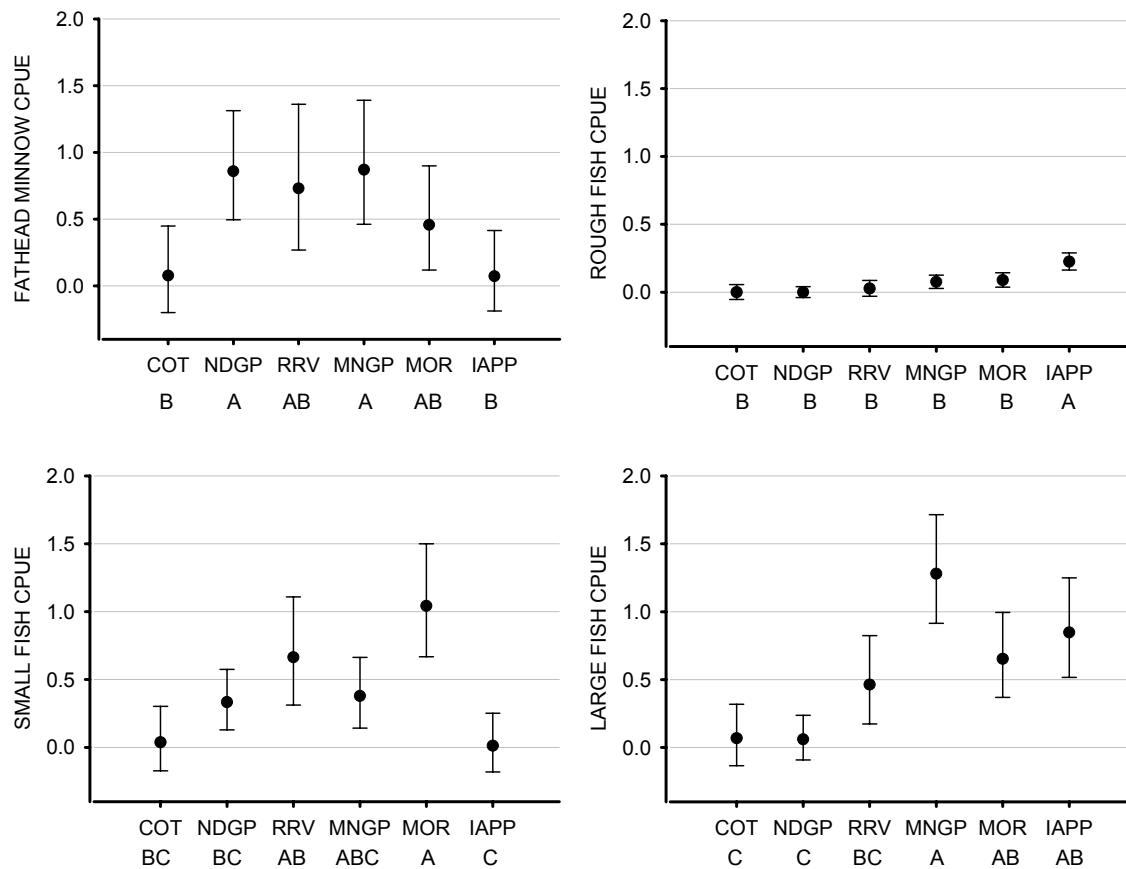 FATHEAD MINNOW CPUE
2.0
1.5
1.0
0.5
0.0
COT NDGP RRV MNGP MOR IAPP
B A AB A AB B
ROUGH FISH CPUE
2.0
1.5
1.0
0.5
0.0
COT NDGP RRV MNGP MOR IAPP
B B B B B A
SMALL FISH CPUE
2.0
1.5
1.0
0.5
0.0
COT NDGP RRV MNGP MOR IAPP
BC BC AB ABC A C
LARGE FISH CPUE
2.0
1.5
1.0
0.5
0.0
COT NDGP RRV MNGP MOR IAPP
C C BC A AB AB